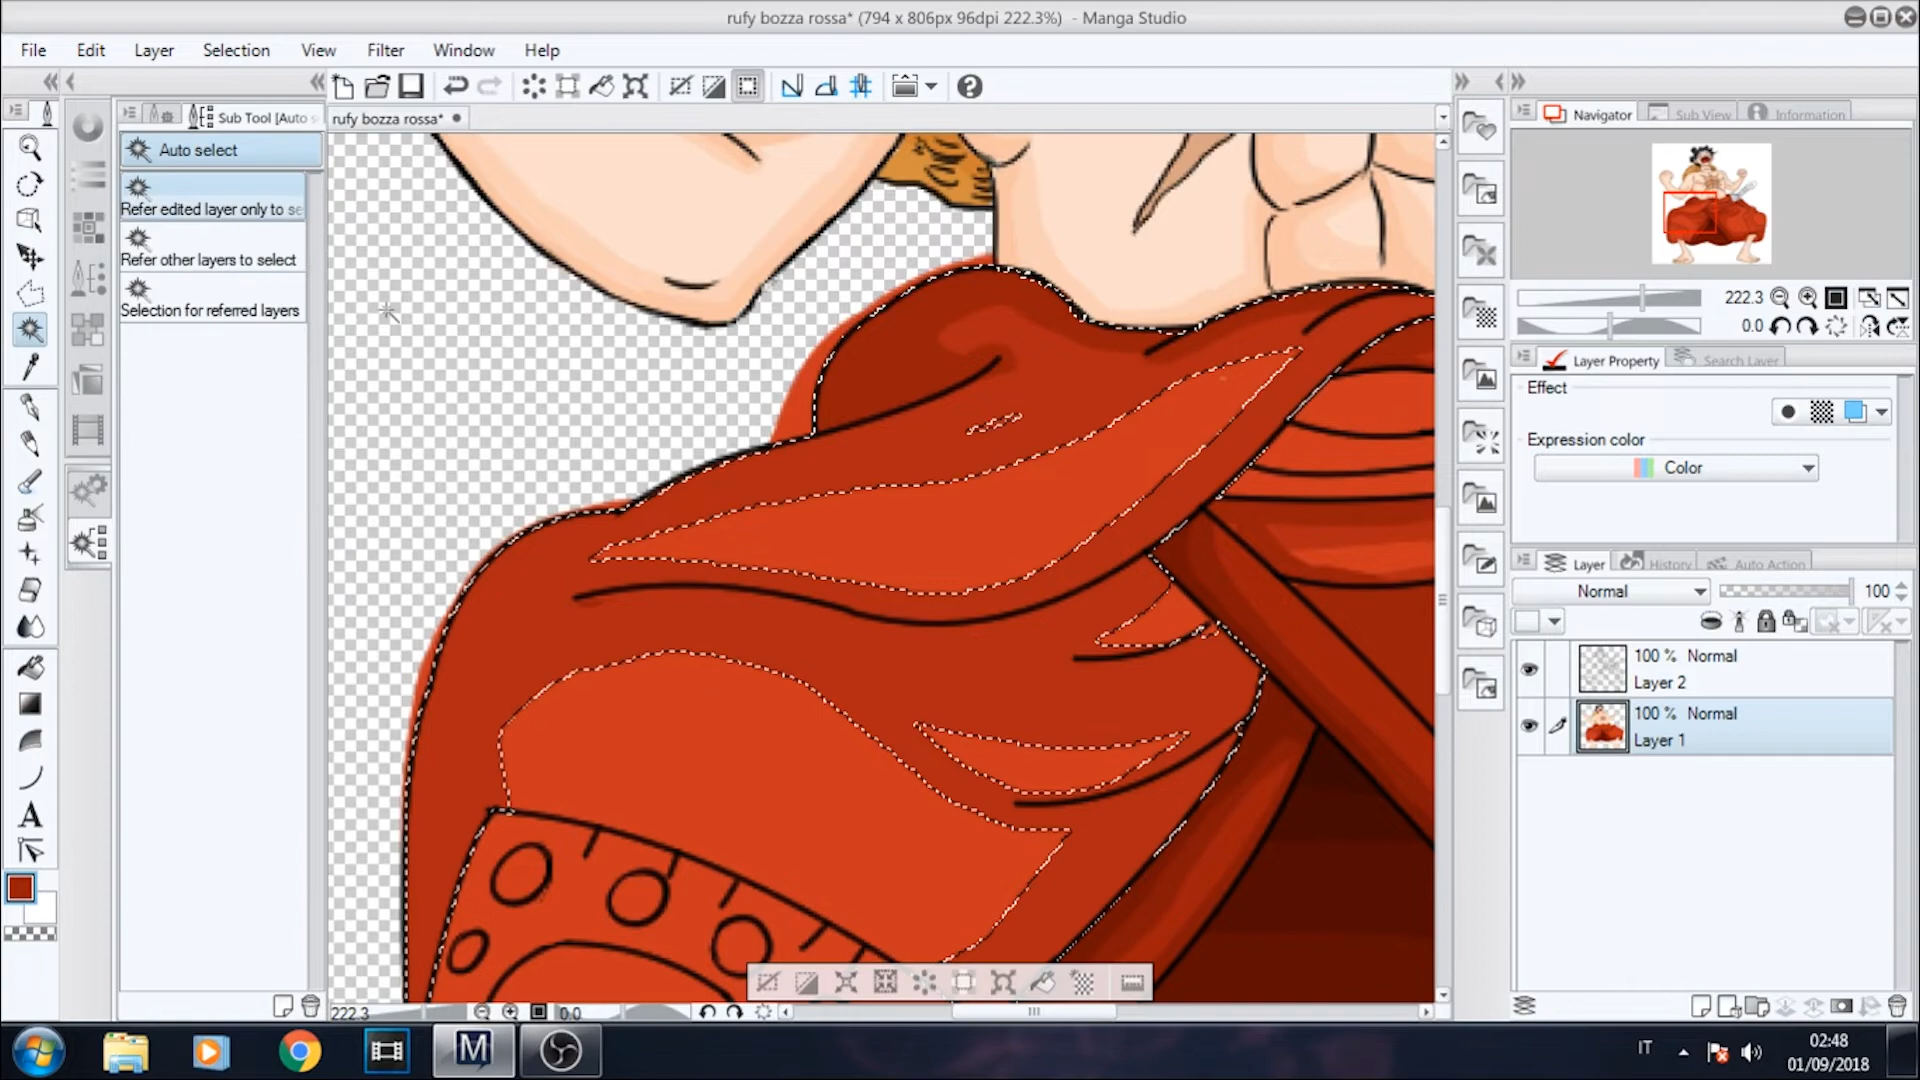 rufy bozza rossa* (794 x 806px 96dpi 222.3%) - Manga Studio
File Edit Layer Selection View Filter Window Help
Sub Tool [Auto s
rufy bozza rossa*
Navigator Sub View Information
Auto select
Refer edited layer only to se
Refer other layers to select
Selection for referred layers
222.3
0.0
Layer Property Search Layer
Effect
Expression color
Color
Layer History Auto Action
Normal 100
100 % Normal
Layer 2
100 % Normal
Layer 1
A
222.3 0.0
M
IT
02:48
01/09/2018